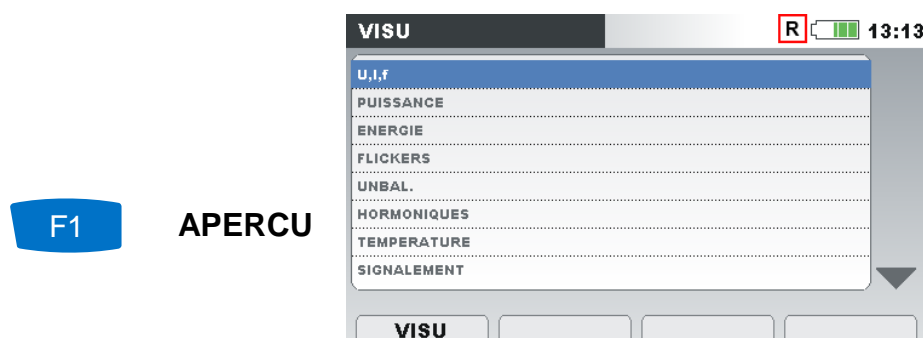 VISU R 13:13
U,I,f
PUISSANCE
ENERGIE
FLICKERS
UNBAL.
HORMONIQUES
TEMPERATURE
SIGNALEMENT
F1 APERCU
VISU